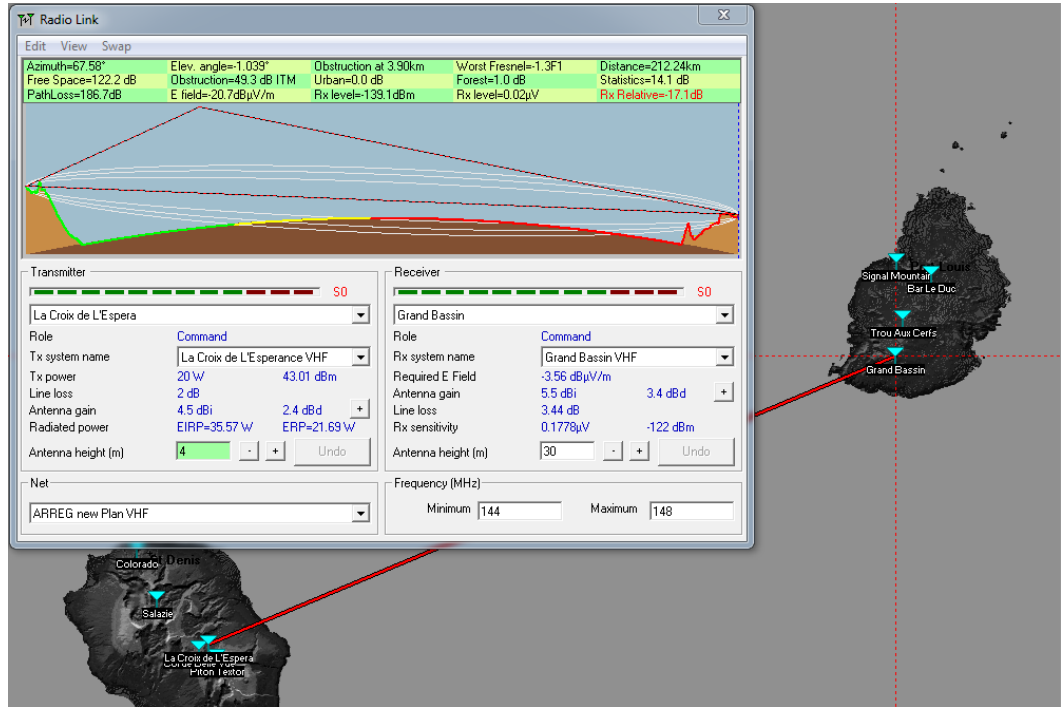 Radio Link
Edit View Swap
Azimuth=67.58° Elev. angle=-1.039° Obstruction at 3.90km Worst Fresnel=-1.3F1 Distance=212.24km
Free Space=122.2 dB Obstruction=49.3 dB ITM Urban=0.0 dB Forest=1.0 dB Statistics=14.1 dB
PathLoss=186.7dB E field=-20.7dBµV/m Rx level=-139.1dBm Rx level=0.02µV Rx Relative=-17.1dB
Transmitter
S0
La Croix de L'Espera
Role Command
Tx system name La Croix de L'Esperance VHF
Tx power 20 W 43.01 dBm
Line loss 2 dB
Antenna gain 4.5 dBi 2.4 dBd +
Radiated power EIRP=35.57 W ERP=21.69 W
Antenna height (m) 4 - + Undo
Net
ARREG new Plan VHF
Receiver
S0
Grand Bassin
Role Command
Rx system name Grand Bassin VHF
Required E Field -3.56 dBµV/m
Antenna gain 5.5 dBi 3.4 dBd +
Line loss 3.44 dB
Rx sensitivity 0.1778µV -122 dBm
Antenna height (m) 30 - + Undo
Frequency (MHz)
Minimum 144 Maximum 148
Louis
Signal Mountain
Bar Le Duc
Trou Aux Cerfs
Grand Bassin
Denis
Colorado
Salazie
La Croix de L'Espera
Piton Textor